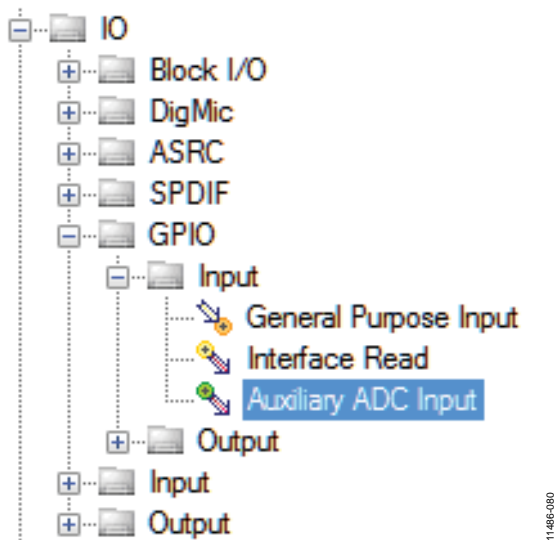 IO
Block I/O
DigMic
ASRC
SPDIF
GPIO
Input
General Purpose Input
Interface Read
Auxiliary ADC Input
Output
Input
Output
11486-080